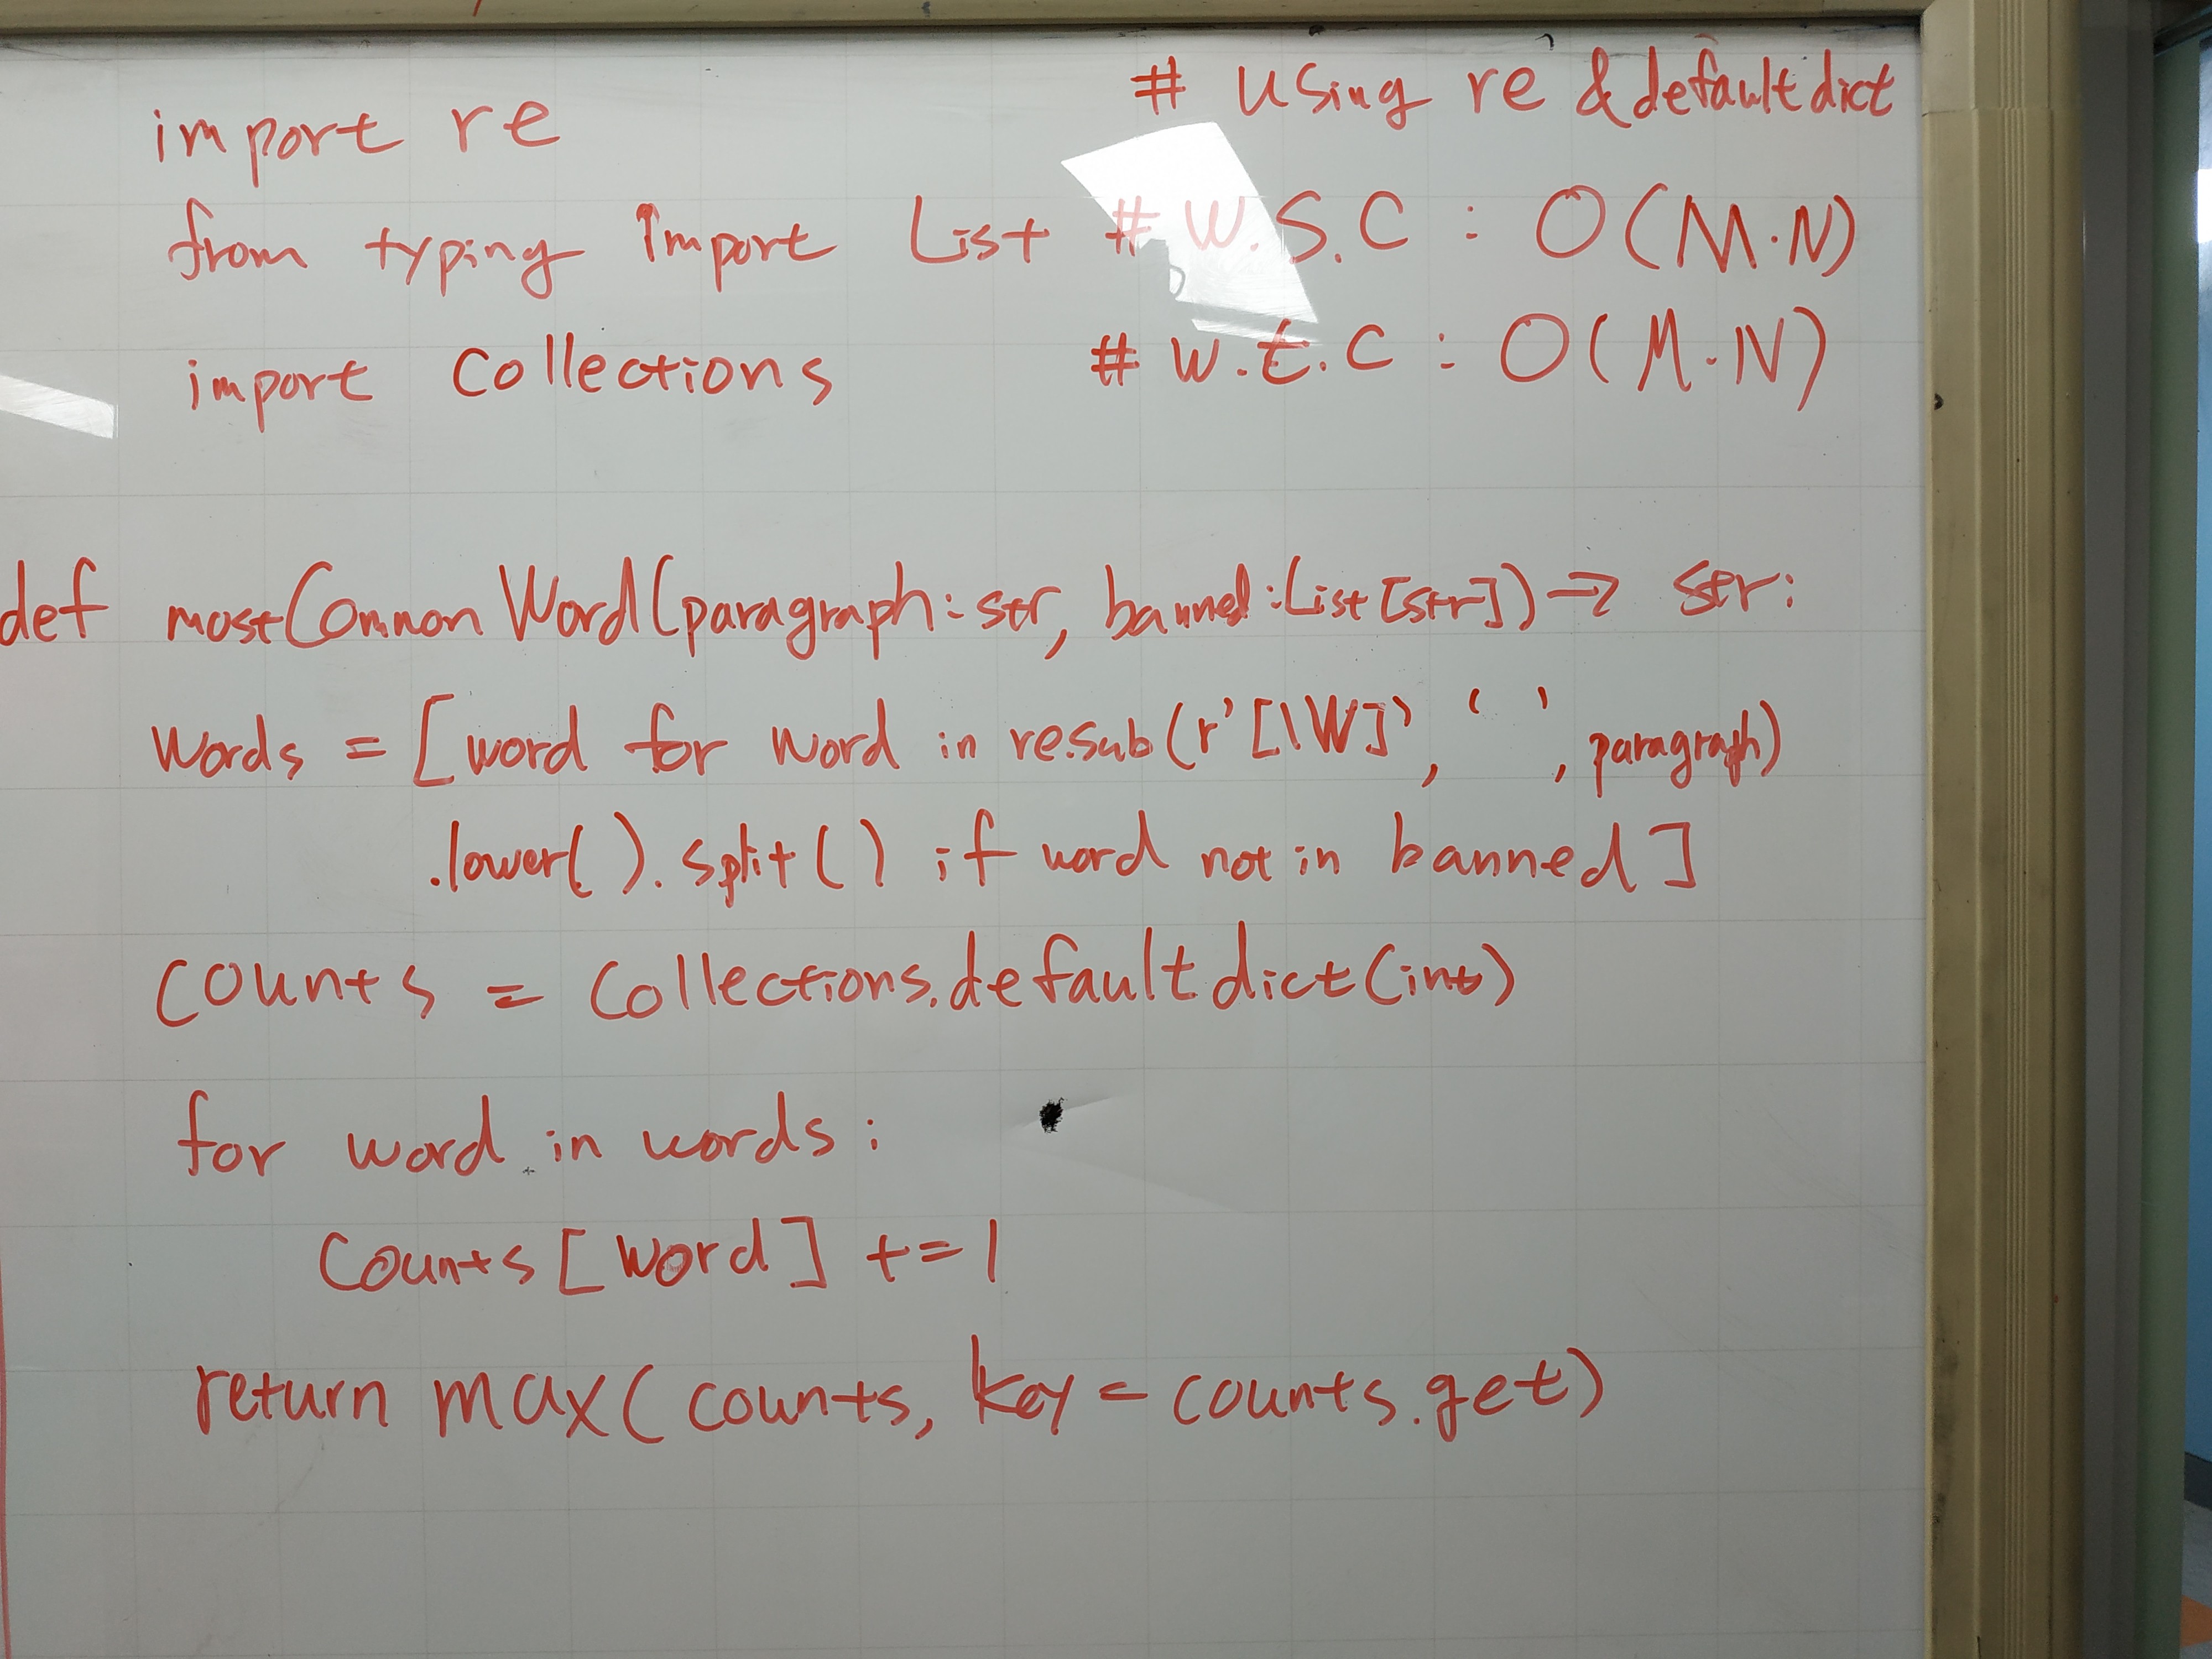 import re # using re & defaultdict
from typing import List # W.S.C : O(M·N)
import collections # W.t.C : O(M·N)
def mostCommonWord(paragraph:str, banned:List[str])-> str:
words = [word for word in re.sub(r'[\W]', ' ', paragraph)
.lower().split() if word not in banned]
counts = collections.defaultdict(int)
for word in words:
counts[word] +=1
return max(counts, key=counts.get)